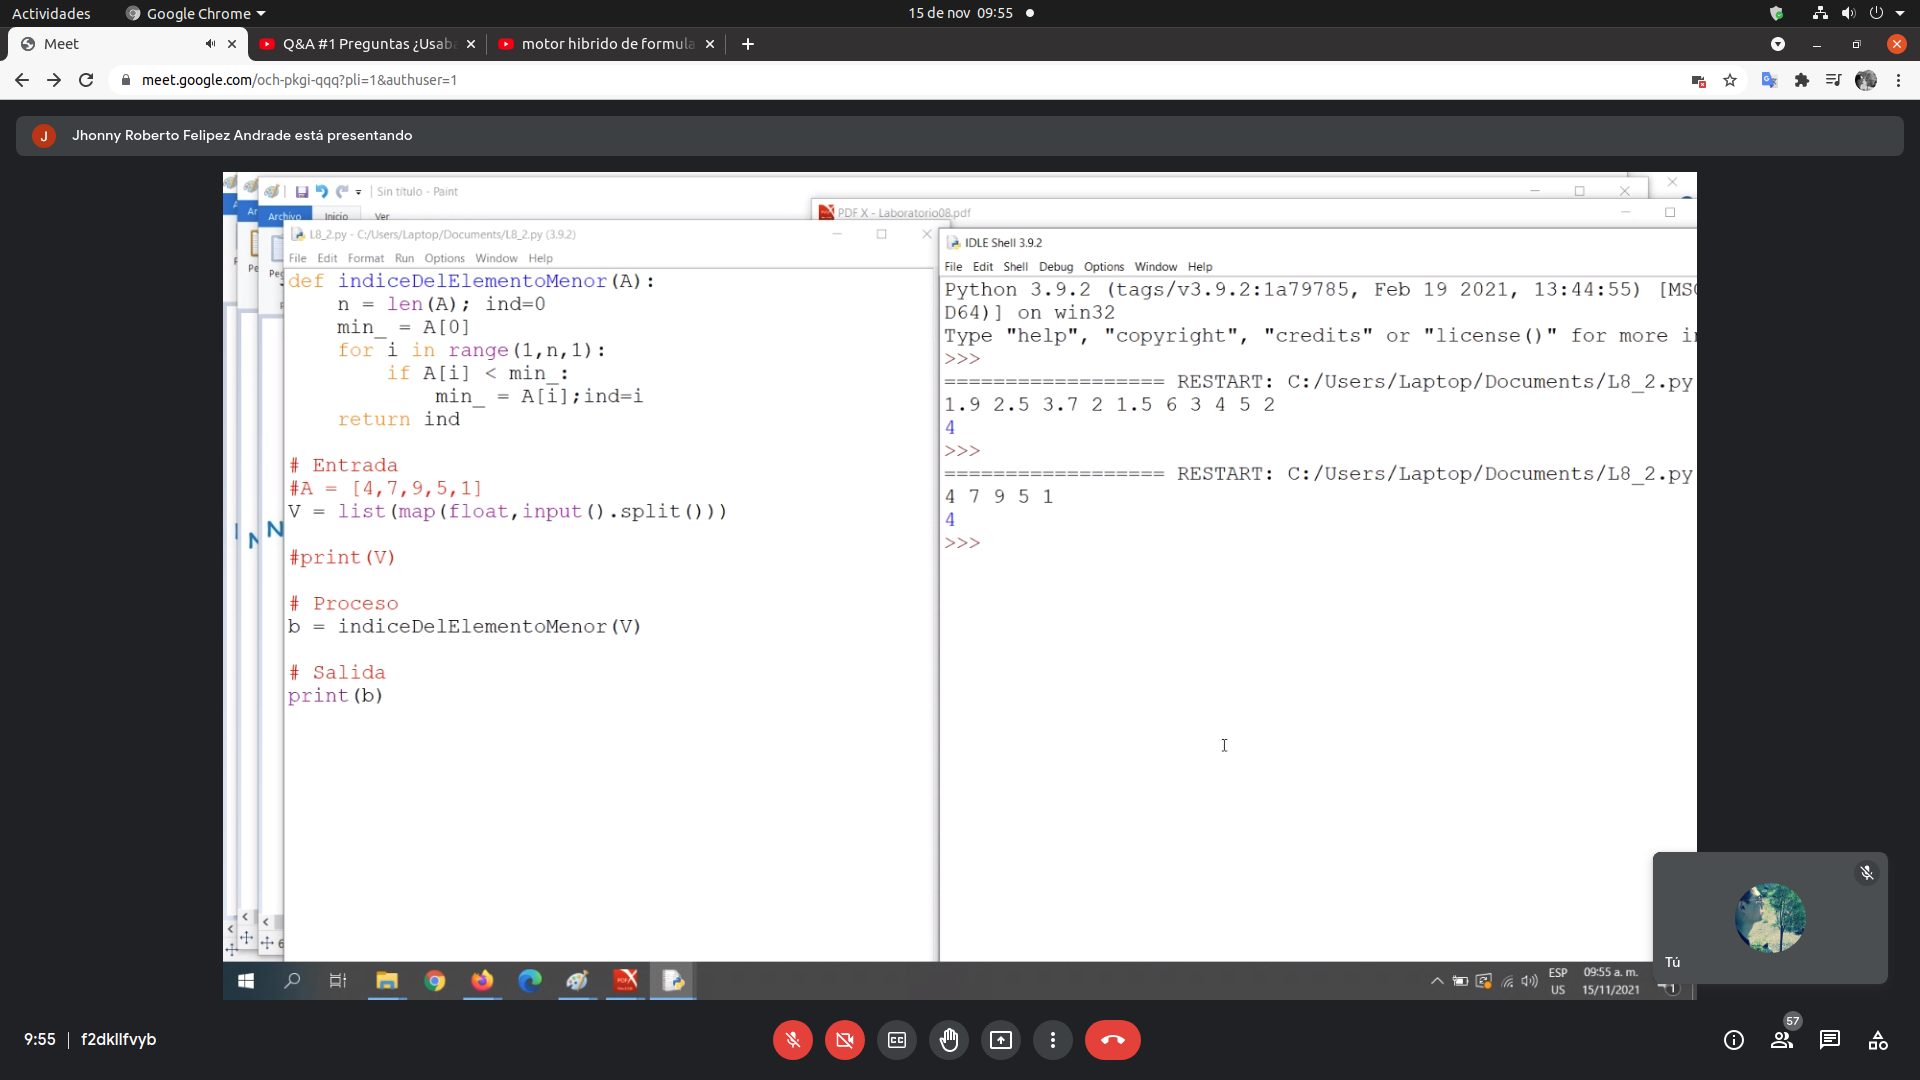 Actividades
Google Chrome
15 de nov 09:55
Meet
Q&A #1 Preguntas ¿Usaba
motor hibrido de formula
meet.google.com/och-pkgi-qqq?pli=1&authuser=1
J
Jhonny Roberto Felipez Andrade está presentando
Sin título - Paint
Archivo
Inicio
Ver
PDF X - Laboratorio08.pdf
L8_2.py - C:/Users/Laptop/Documents/L8_2.py (3.9.2)
File Edit Format Run Options Window Help
def indiceDelElementoMenor(A):
n = len(A); ind=0
min_ = A[0]
for i in range(1,n,1):
if A[i] < min_:
min_ = A[i];ind=i
return ind
# Entrada
#A = [4,7,9,5,1]
V = list(map(float,input().split()))
#print(V)
# Proceso
b = indiceDelElementoMenor(V)
# Salida
print(b)
IDLE Shell 3.9.2
File Edit Shell Debug Options Window Help
Python 3.9.2 (tags/v3.9.2:1a79785, Feb 19 2021, 13:44:55) [MSC
D64)] on win32
Type "help", "copyright", "credits" or "license()" for more in
>>>
================== RESTART: C:/Users/Laptop/Documents/L8_2.py
1.9 2.5 3.7 2 1.5 6 3 4 5 2
4
>>>
================== RESTART: C:/Users/Laptop/Documents/L8_2.py
4 7 9 5 1
4
>>>
Tú
ESP
US
09:55 a. m.
15/11/2021
1
9:55 | f2dkllfvyb
57